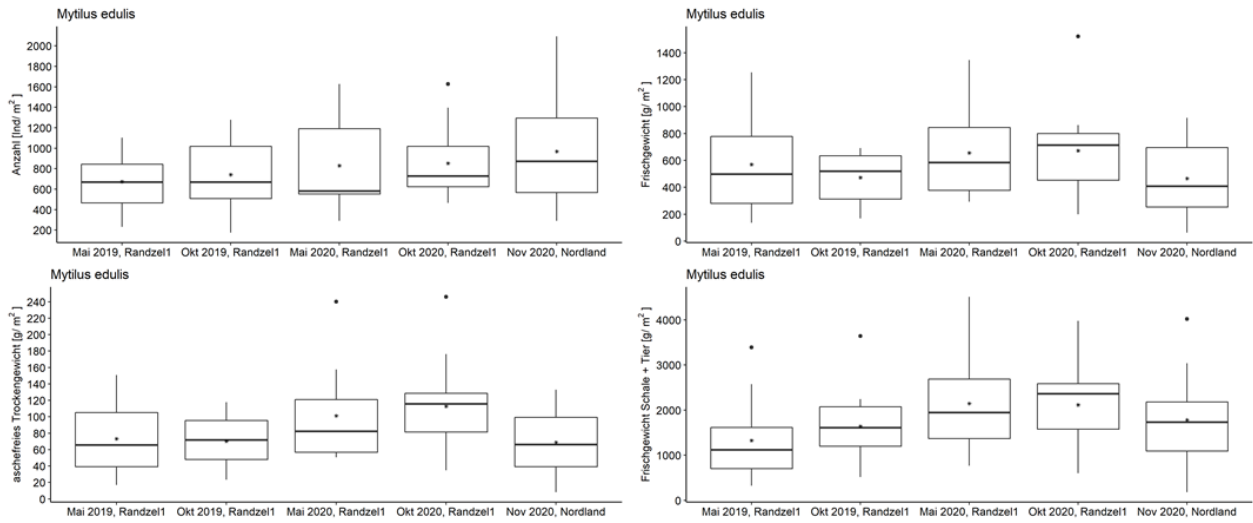 Mytilus edulis
Anzahl [Ind/ m²]
2000
1800
1600
1400
1200
1000
800
600
400
200
Mai 2019, Randzel1
Okt 2019, Randzel1
Mai 2020, Randzel1
Okt 2020, Randzel1
Nov 2020, Nordland
Mytilus edulis
Frischgewicht [g/ m²]
1400
1200
1000
800
600
400
200
0
Mai 2019, Randzel1
Okt 2019, Randzel1
Mai 2020, Randzel1
Okt 2020, Randzel1
Nov 2020, Nordland
Mytilus edulis
aschefreies Trockengewicht [g/ m²]
240
220
200
180
160
140
120
100
80
60
40
20
0
Mai 2019, Randzel1
Okt 2019, Randzel1
Mai 2020, Randzel1
Okt 2020, Randzel1
Nov 2020, Nordland
Mytilus edulis
Frischgewicht Schale + Tier [g/ m²]
4000
3000
2000
1000
0
Mai 2019, Randzel1
Okt 2019, Randzel1
Mai 2020, Randzel1
Okt 2020, Randzel1
Nov 2020, Nordland